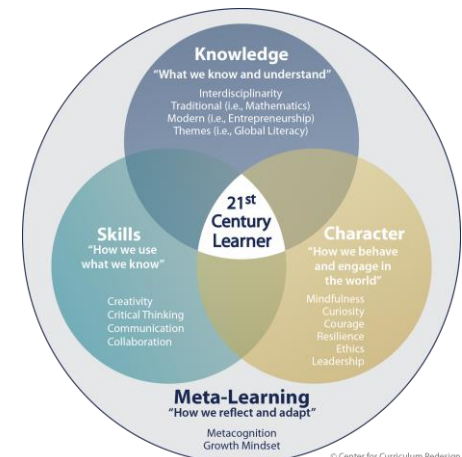 Knowledge
“What we know and understand”
Interdisciplinarity
Traditional (i.e., Mathematics)
Modern (i.e., Entrepreneurship)
Themes (i.e., Global Literacy)
21st
Century
Learner
Skills
“How we use
what we know”
Creativity
Critical Thinking
Communication
Collaboration
Character
“How we behave
and engage in
the world”
Mindfulness
Curiosity
Courage
Resilience
Ethics
Leadership
Meta-Learning
“How we reflect and adapt”
Metacognition
Growth Mindset
© Center for Curriculum Redesign